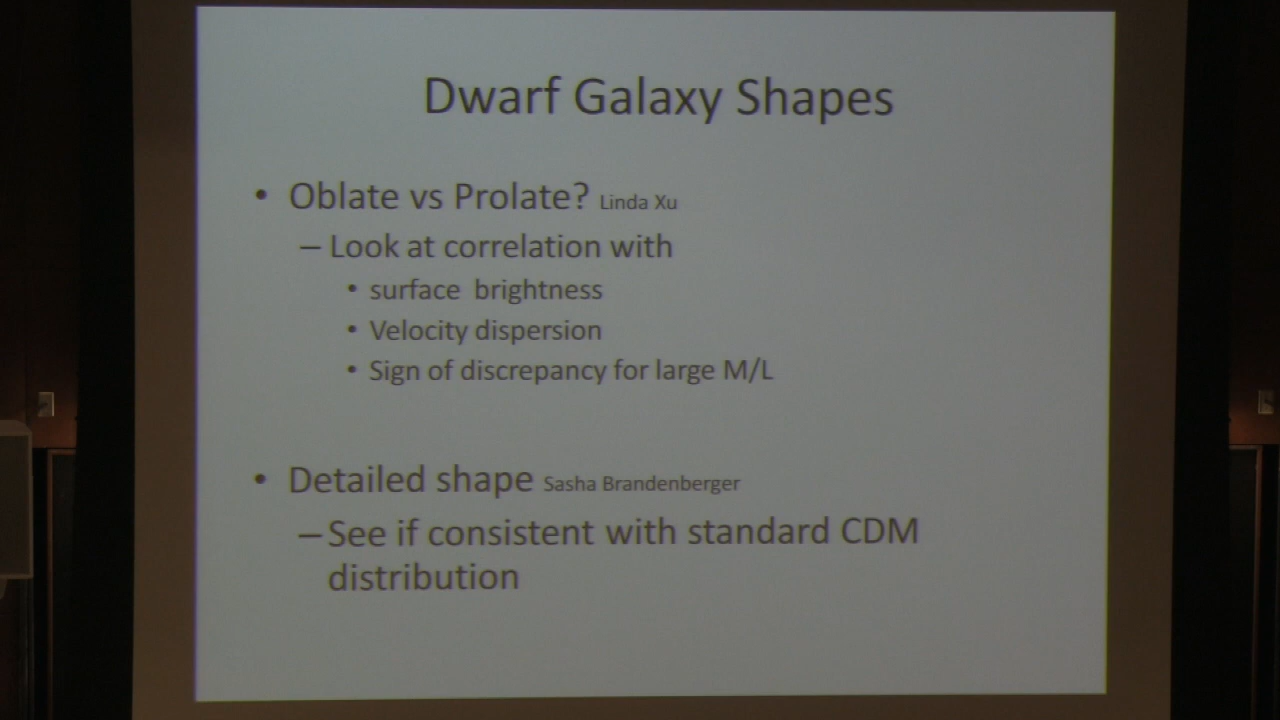 Dwarf Galaxy Shapes
• Oblate vs Prolate? Linda Xu
– Look at correlation with
• surface brightness
• Velocity dispersion
• Sign of discrepancy for large M/L
• Detailed shape Sasha Brandenberger
– See if consistent with standard CDM
distribution